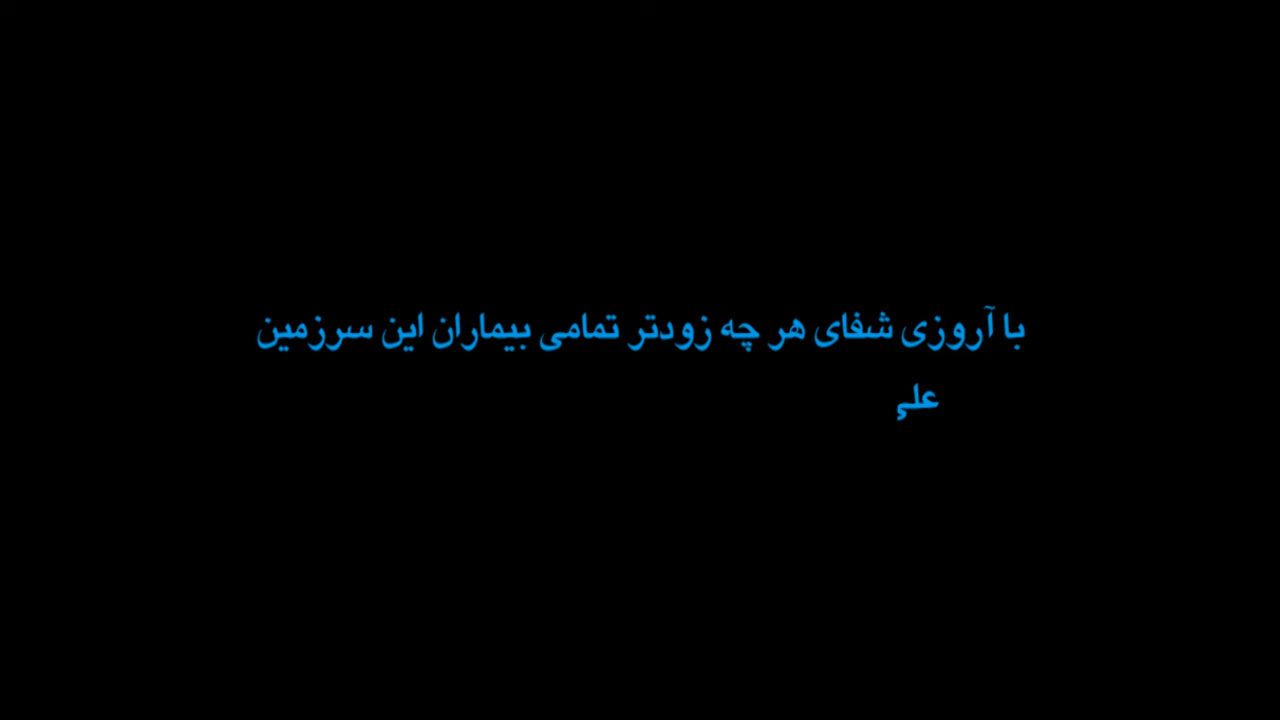 با آروزی شفای هر چه زودتر تمامی بیماران این سرزمین
علی